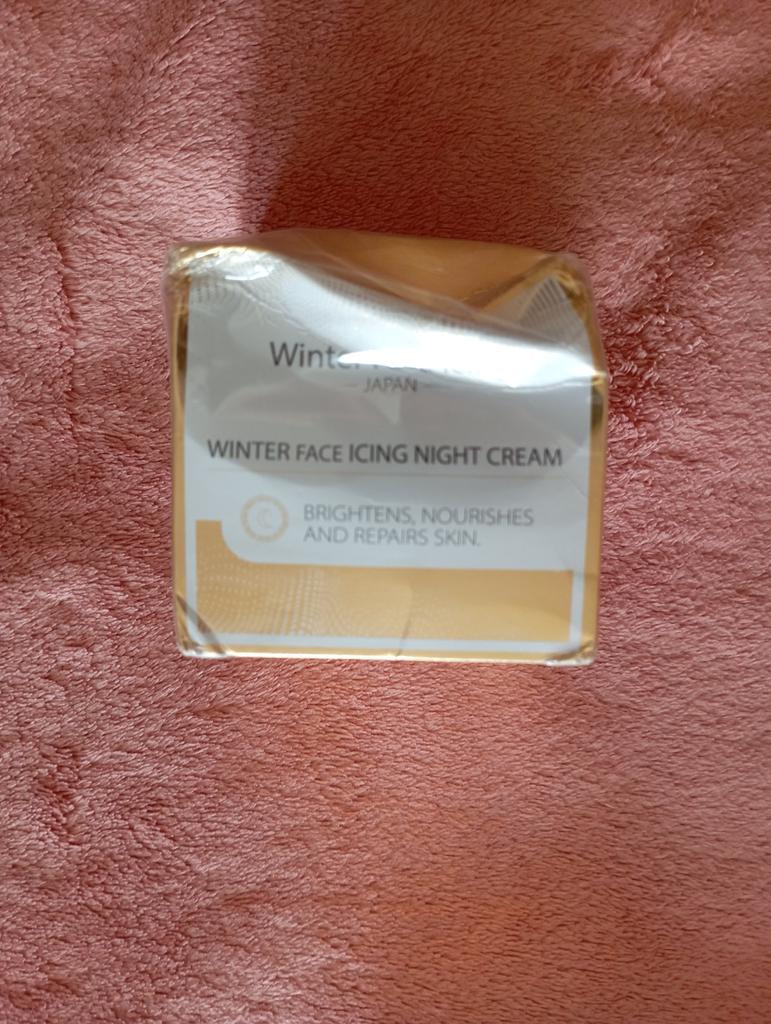 JAPAN
WINTER FACE ICING NIGHT CREAM
BRIGHTENS, NOURISHES
AND REPAIRS SKIN.